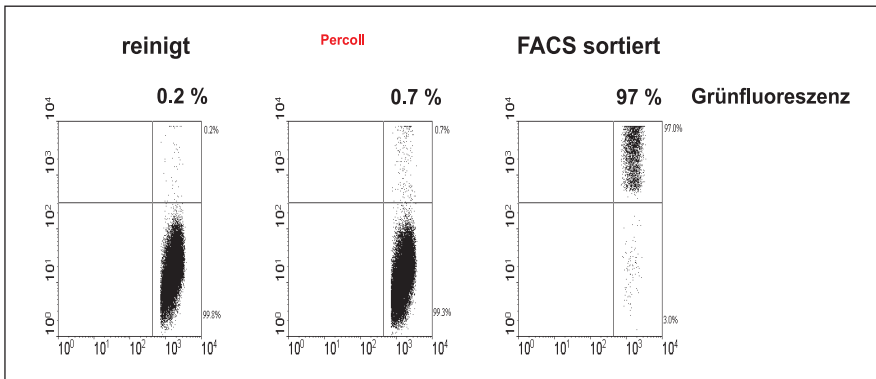 reinigt Percoll FACS sortiert
0.2 % 0.7 % 97 % Grünfluoreszenz
10⁴ 10⁴ 10⁴
0.2% 0.7% 97.0%
10³ 10³ 10³
10² 10² 10²
10¹ 10¹ 10¹
99.8% 99.3% 3.0%
10⁰ 10⁰ 10⁰
10⁰ 10¹ 10² 10³ 10⁴ 10⁰ 10¹ 10² 10³ 10⁴ 10⁰ 10¹ 10² 10³ 10⁴